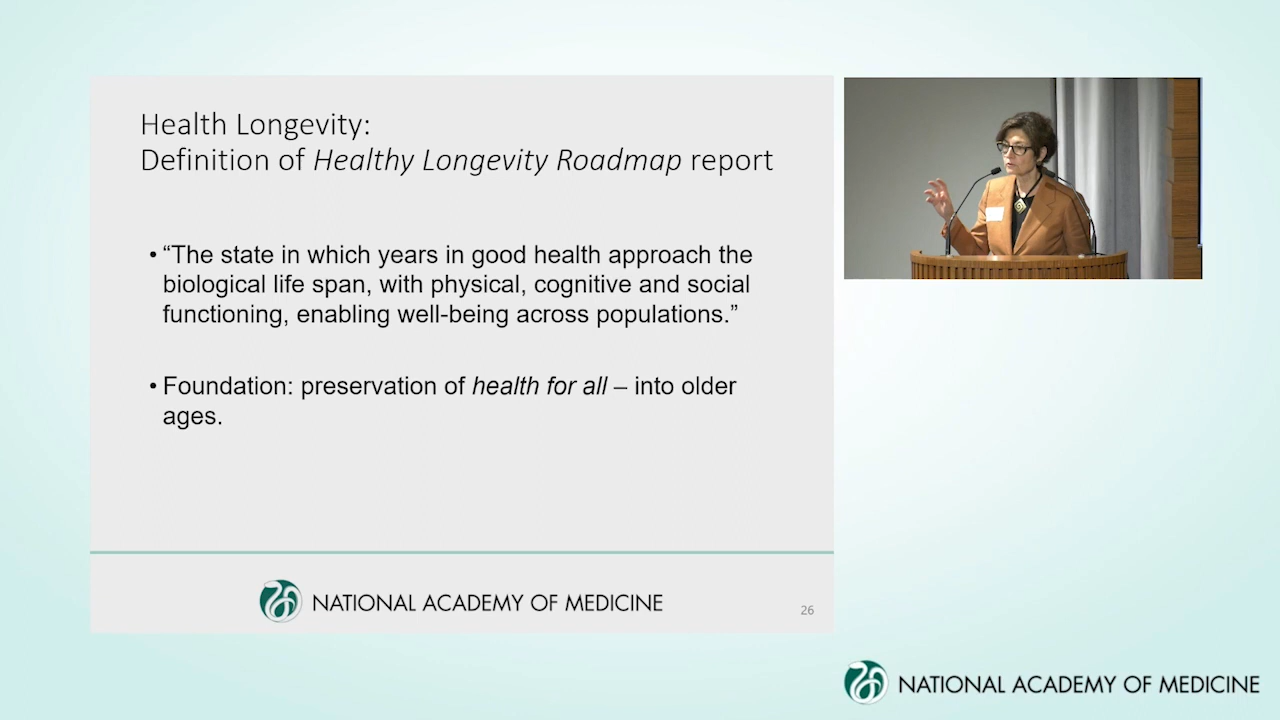 Health Longevity:
Definition of Healthy Longevity Roadmap report
• “The state in which years in good health approach the
biological life span, with physical, cognitive and social
functioning, enabling well-being across populations.”
• Foundation: preservation of health for all – into older
ages.
NATIONAL ACADEMY OF MEDICINE
26
NATIONAL ACADEMY OF MEDICINE